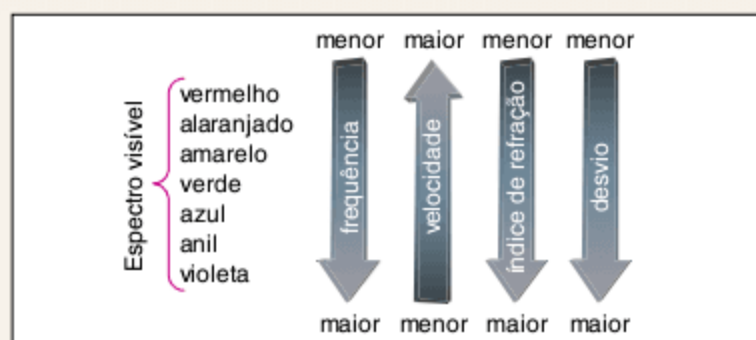 menor maior menor menor
Espectro visível
vermelho
alaranjado
amarelo
verde
azul
anil
violeta
frequência
velocidade
índice de refração
desvio
maior menor maior maior